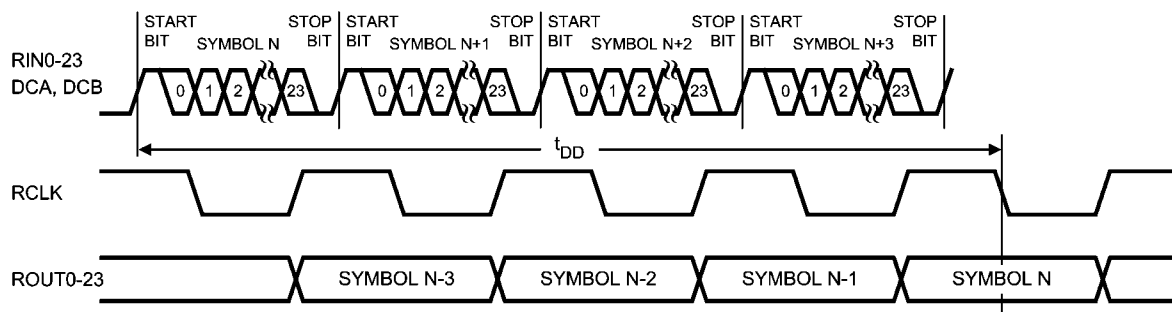 START STOP START STOP START STOP START STOP
BIT SYMBOL N BIT BIT SYMBOL N+1 BIT BIT SYMBOL N+2 BIT BIT SYMBOL N+3 BIT
RIN0-23
DCA, DCB
0 1 2 23 0 1 2 23 0 1 2 23 0 1 2 23
tDD
RCLK
ROUT0-23 SYMBOL N-3 SYMBOL N-2 SYMBOL N-1 SYMBOL N